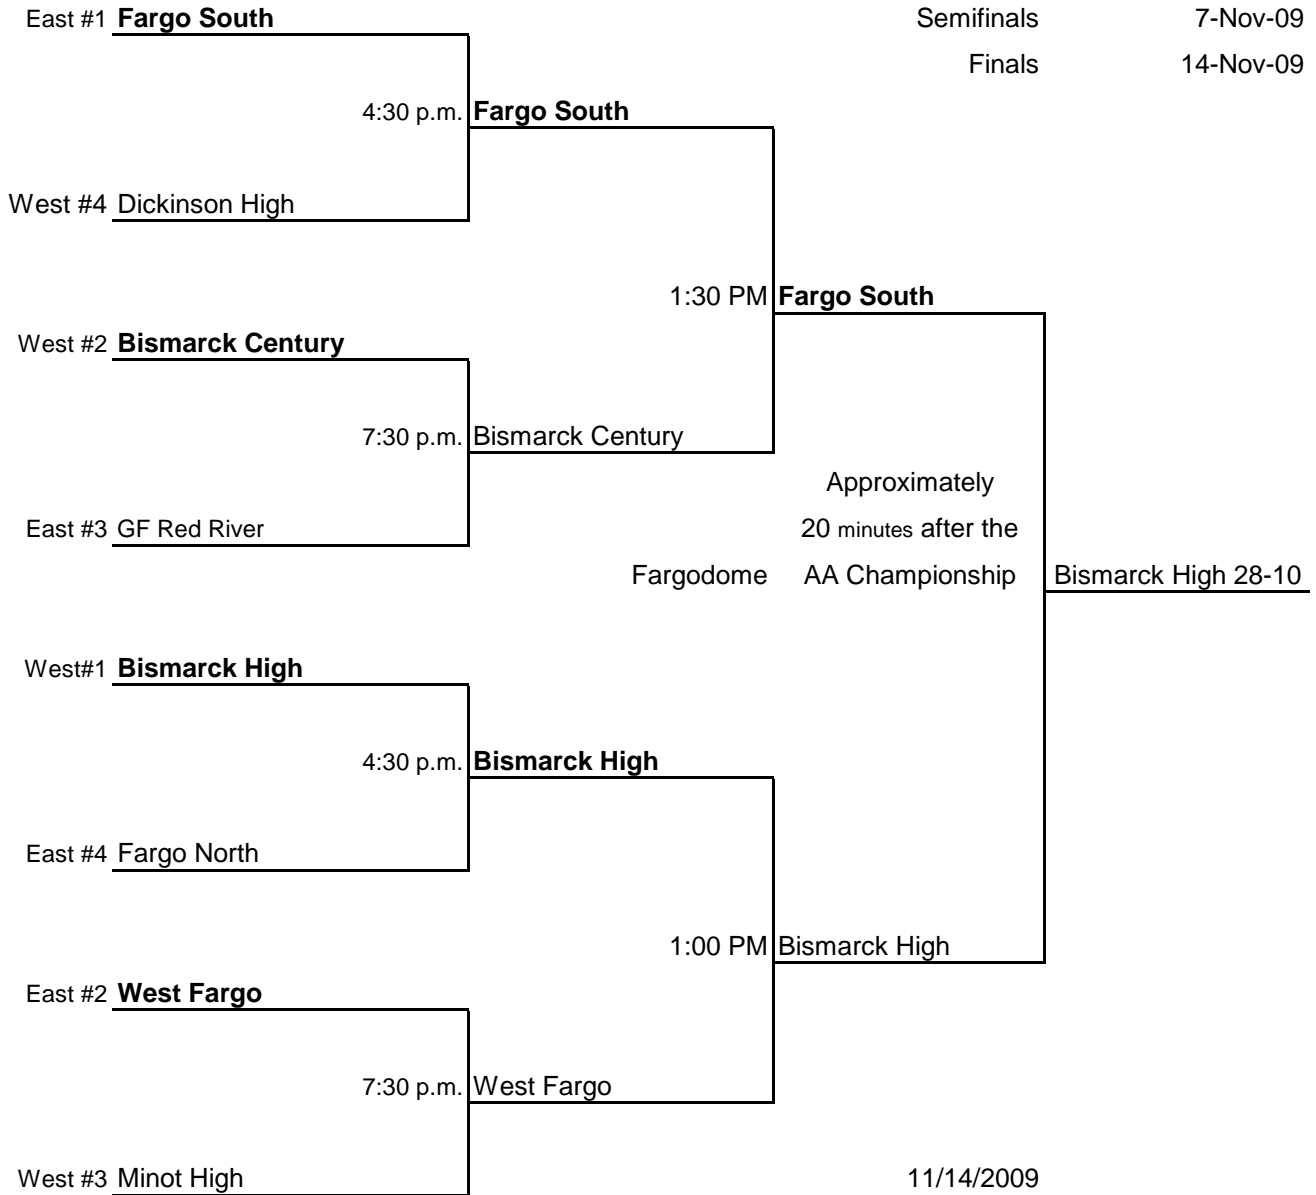 East #1 Fargo South Semifinals 7-Nov-09
Finals 14-Nov-09
4:30 p.m. Fargo South
West #4 Dickinson High
1:30 PM Fargo South
West #2 Bismarck Century
7:30 p.m. Bismarck Century
Approximately
East #3 GF Red River 20 minutes after the
Fargodome AA Championship Bismarck High 28-10
West#1 Bismarck High
4:30 p.m. Bismarck High
East #4 Fargo North
1:00 PM Bismarck High
East #2 West Fargo
7:30 p.m. West Fargo
West #3 Minot High 11/14/2009